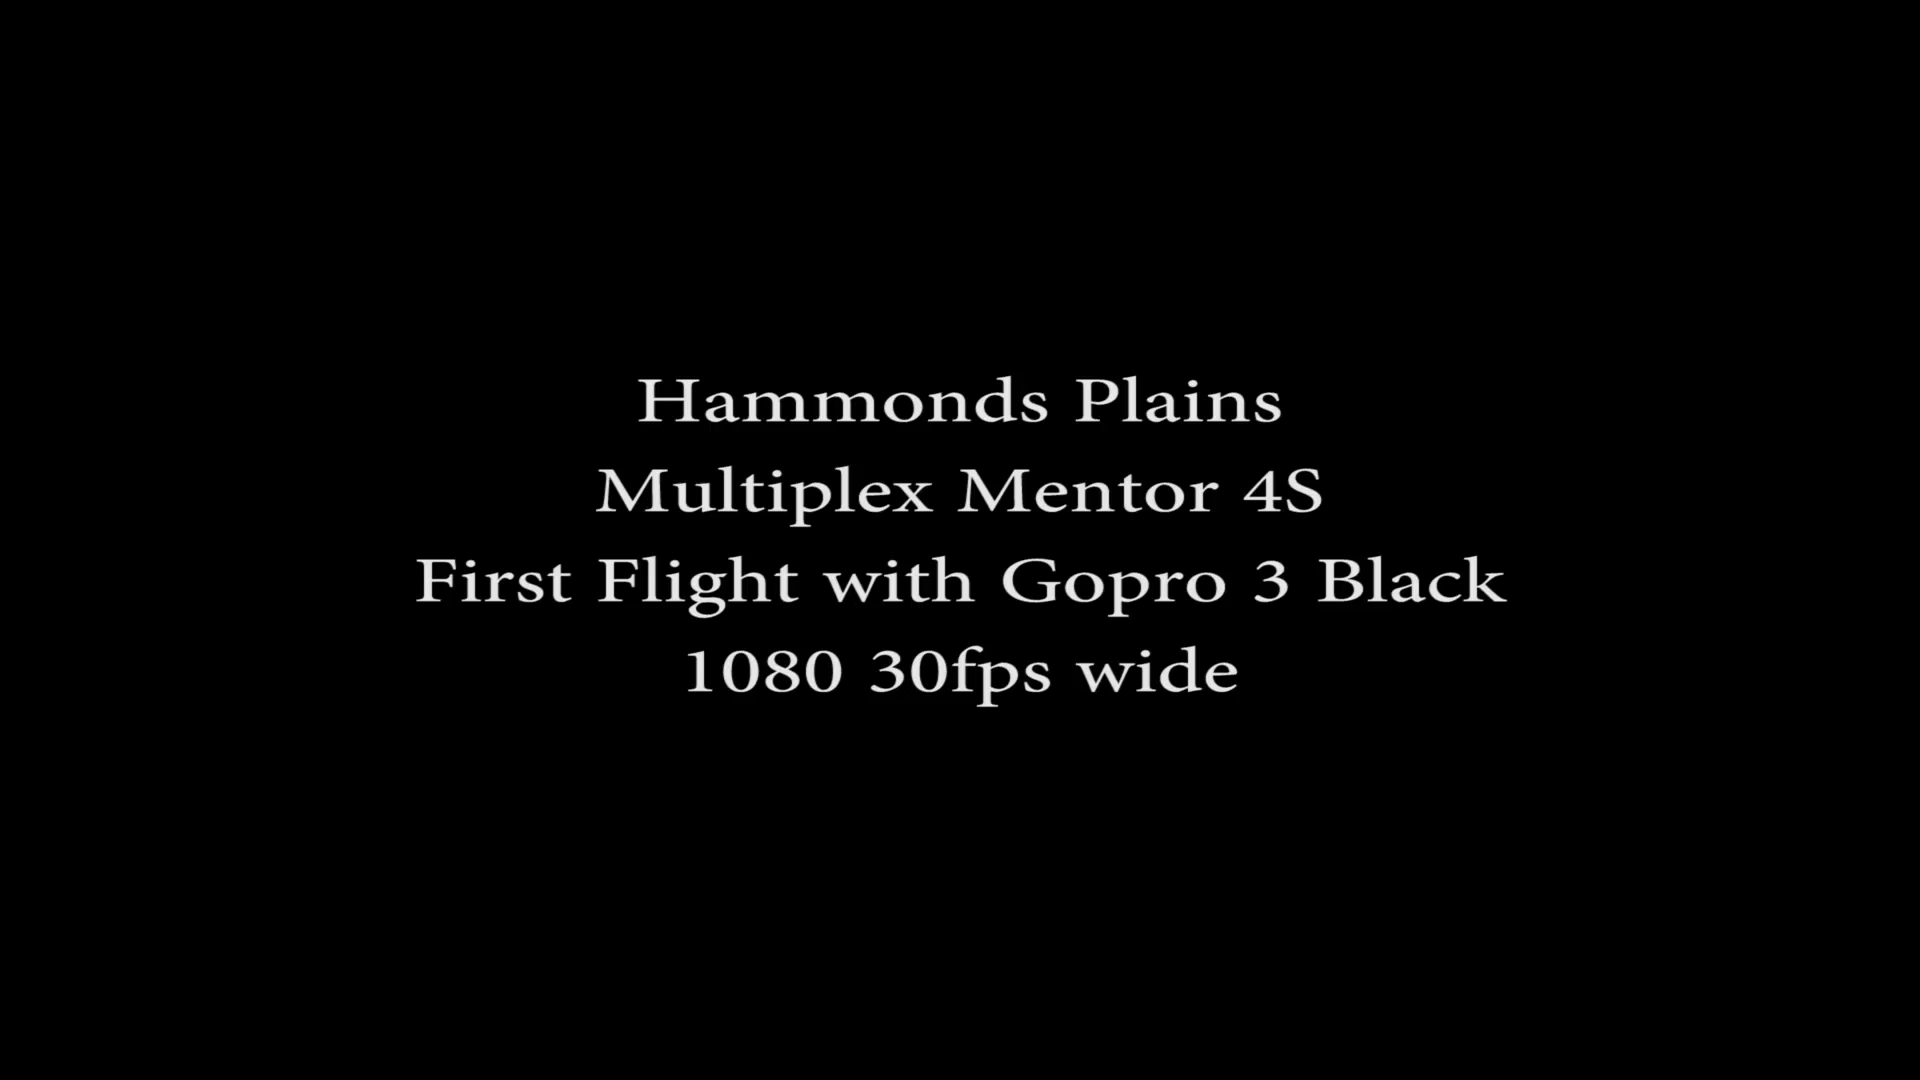 Hammonds Plains
Multiplex Mentor 4S
First Flight with Gopro 3 Black
1080 30fps wide